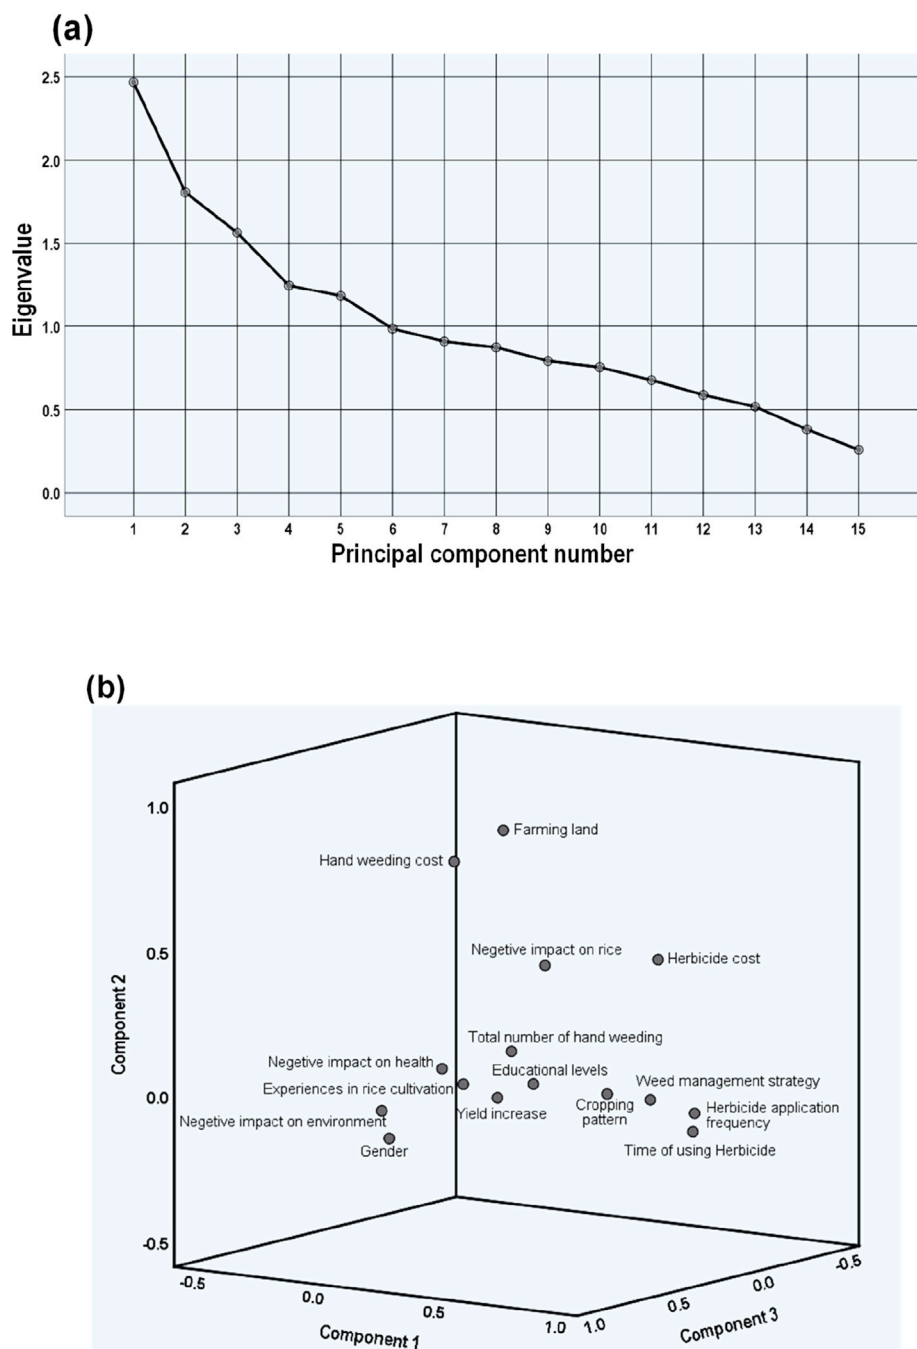 (a)
2.5
2.0
1.5
1.0
0.5
0.0
Eigenvalue
1 2 3 4 5 6 7 8 9 10 11 12 13 14 15
Principal component number
(b)
1.0
0.5
0.0
-0.5
Component 2
Farming land
Hand weeding cost
Negetive impact on rice
Herbicide cost
Total number of hand weeding
Negetive impact on health
Educational levels
Experiences in rice cultivation
Weed management strategy
Yield increase
Cropping
pattern
Herbicide application
frequency
Negetive impact on environment
Gender
Time of using Herbicide
-0.5 0.0 0.5 1.0
Component 1
1.0 0.5 0.0 -0.5
Component 3